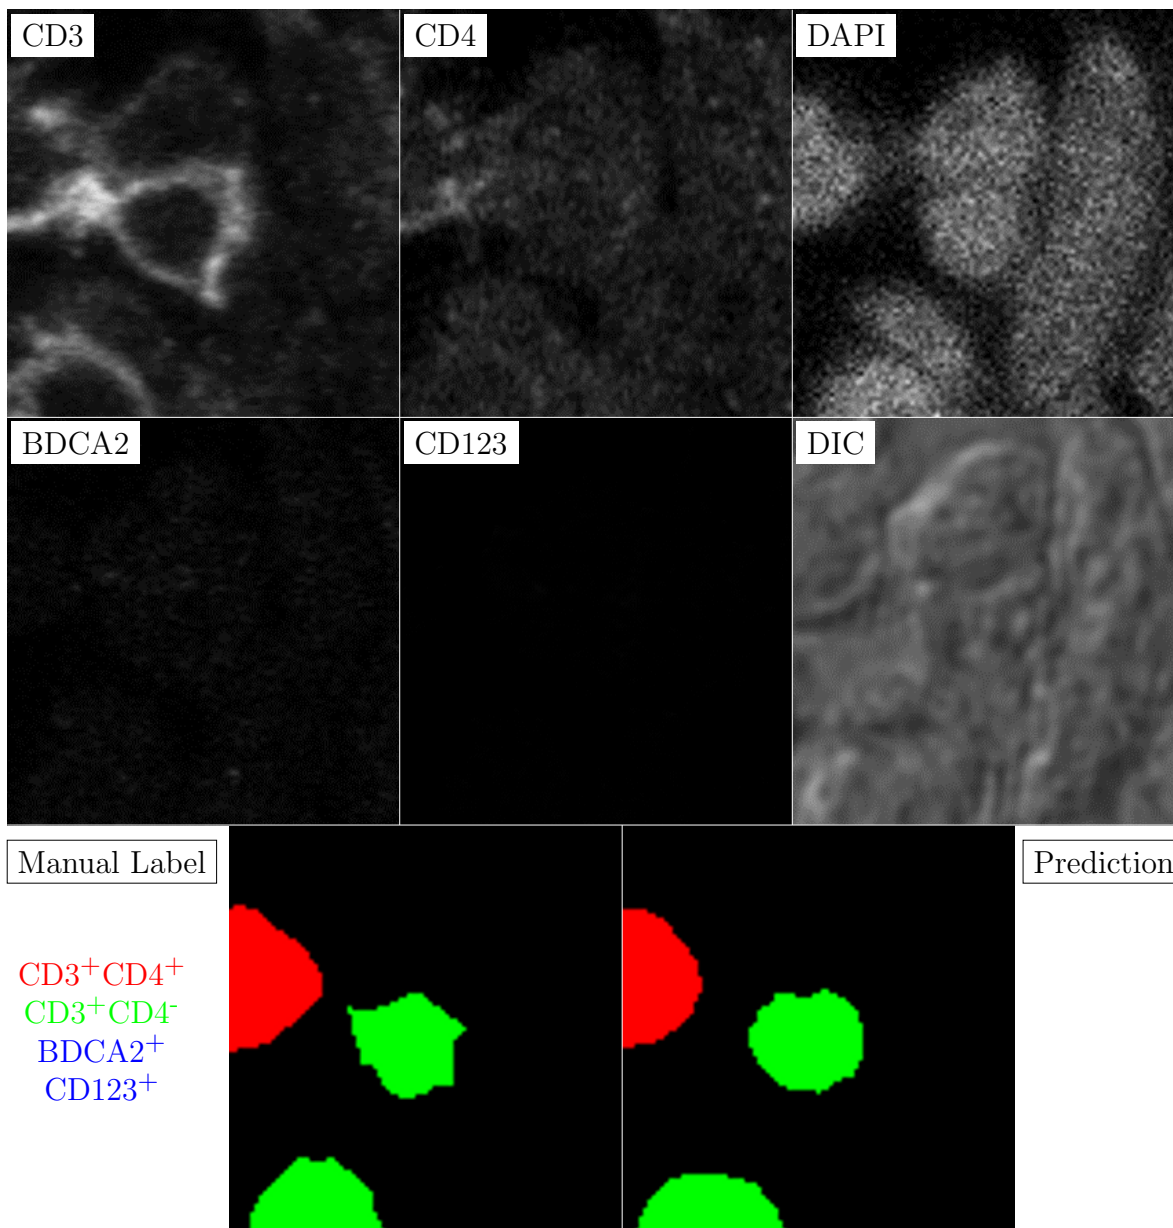 CD3
CD4
DAPI
BDCA2
CD123
DIC
Manual Label
Prediction
CD3⁺CD4⁺
CD3⁺CD4⁻
BDCA2⁺
CD123⁺